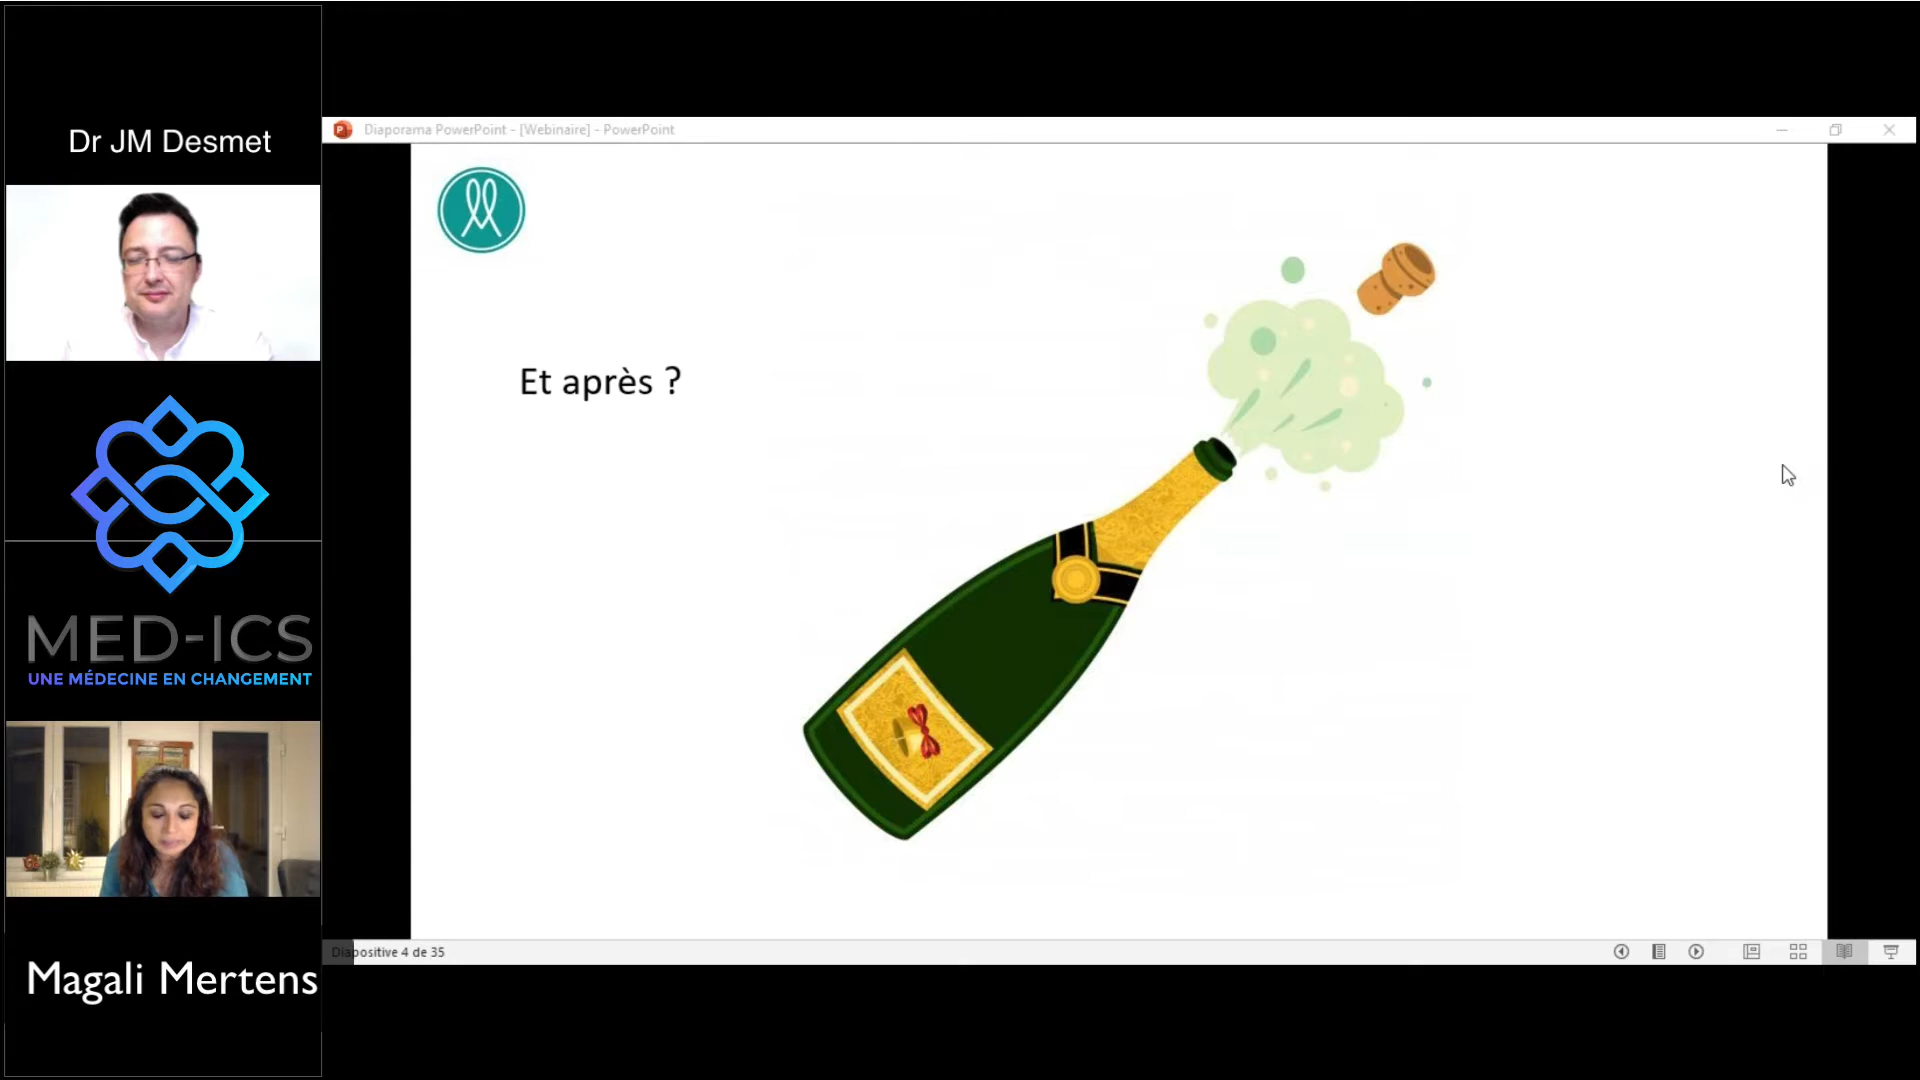 Dr JM Desmet
MED-ICS
UNE MÉDECINE EN CHANGEMENT
Magali Mertens
Diaporama PowerPoint - [Webinaire] - PowerPoint
Et après ?
Diapositive 4 de 35